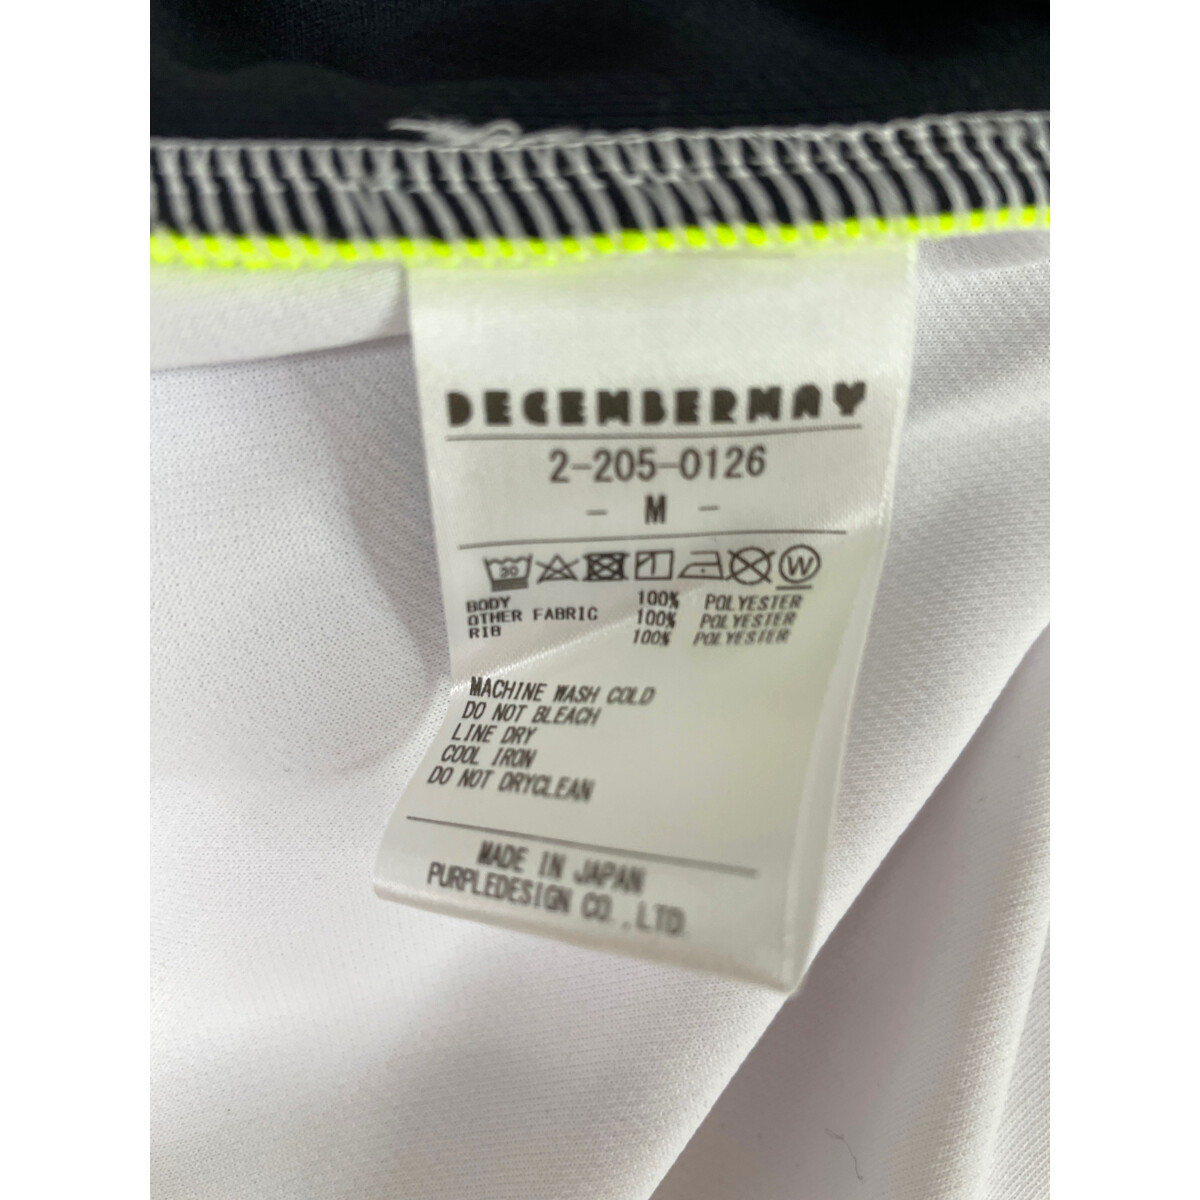 DECEMBERMAY
2-205-0126
- M -
30 W
BODY 100% POLYESTER
OTHER FABRIC 100% POLYESTER
RIB 100% POLYESTER
MACHINE WASH COLD
DO NOT BLEACH
LINE DRY
COOL IRON
DO NOT DRYCLEAN
MADE IN JAPAN
PURPLEDESIGN CO.,LTD.